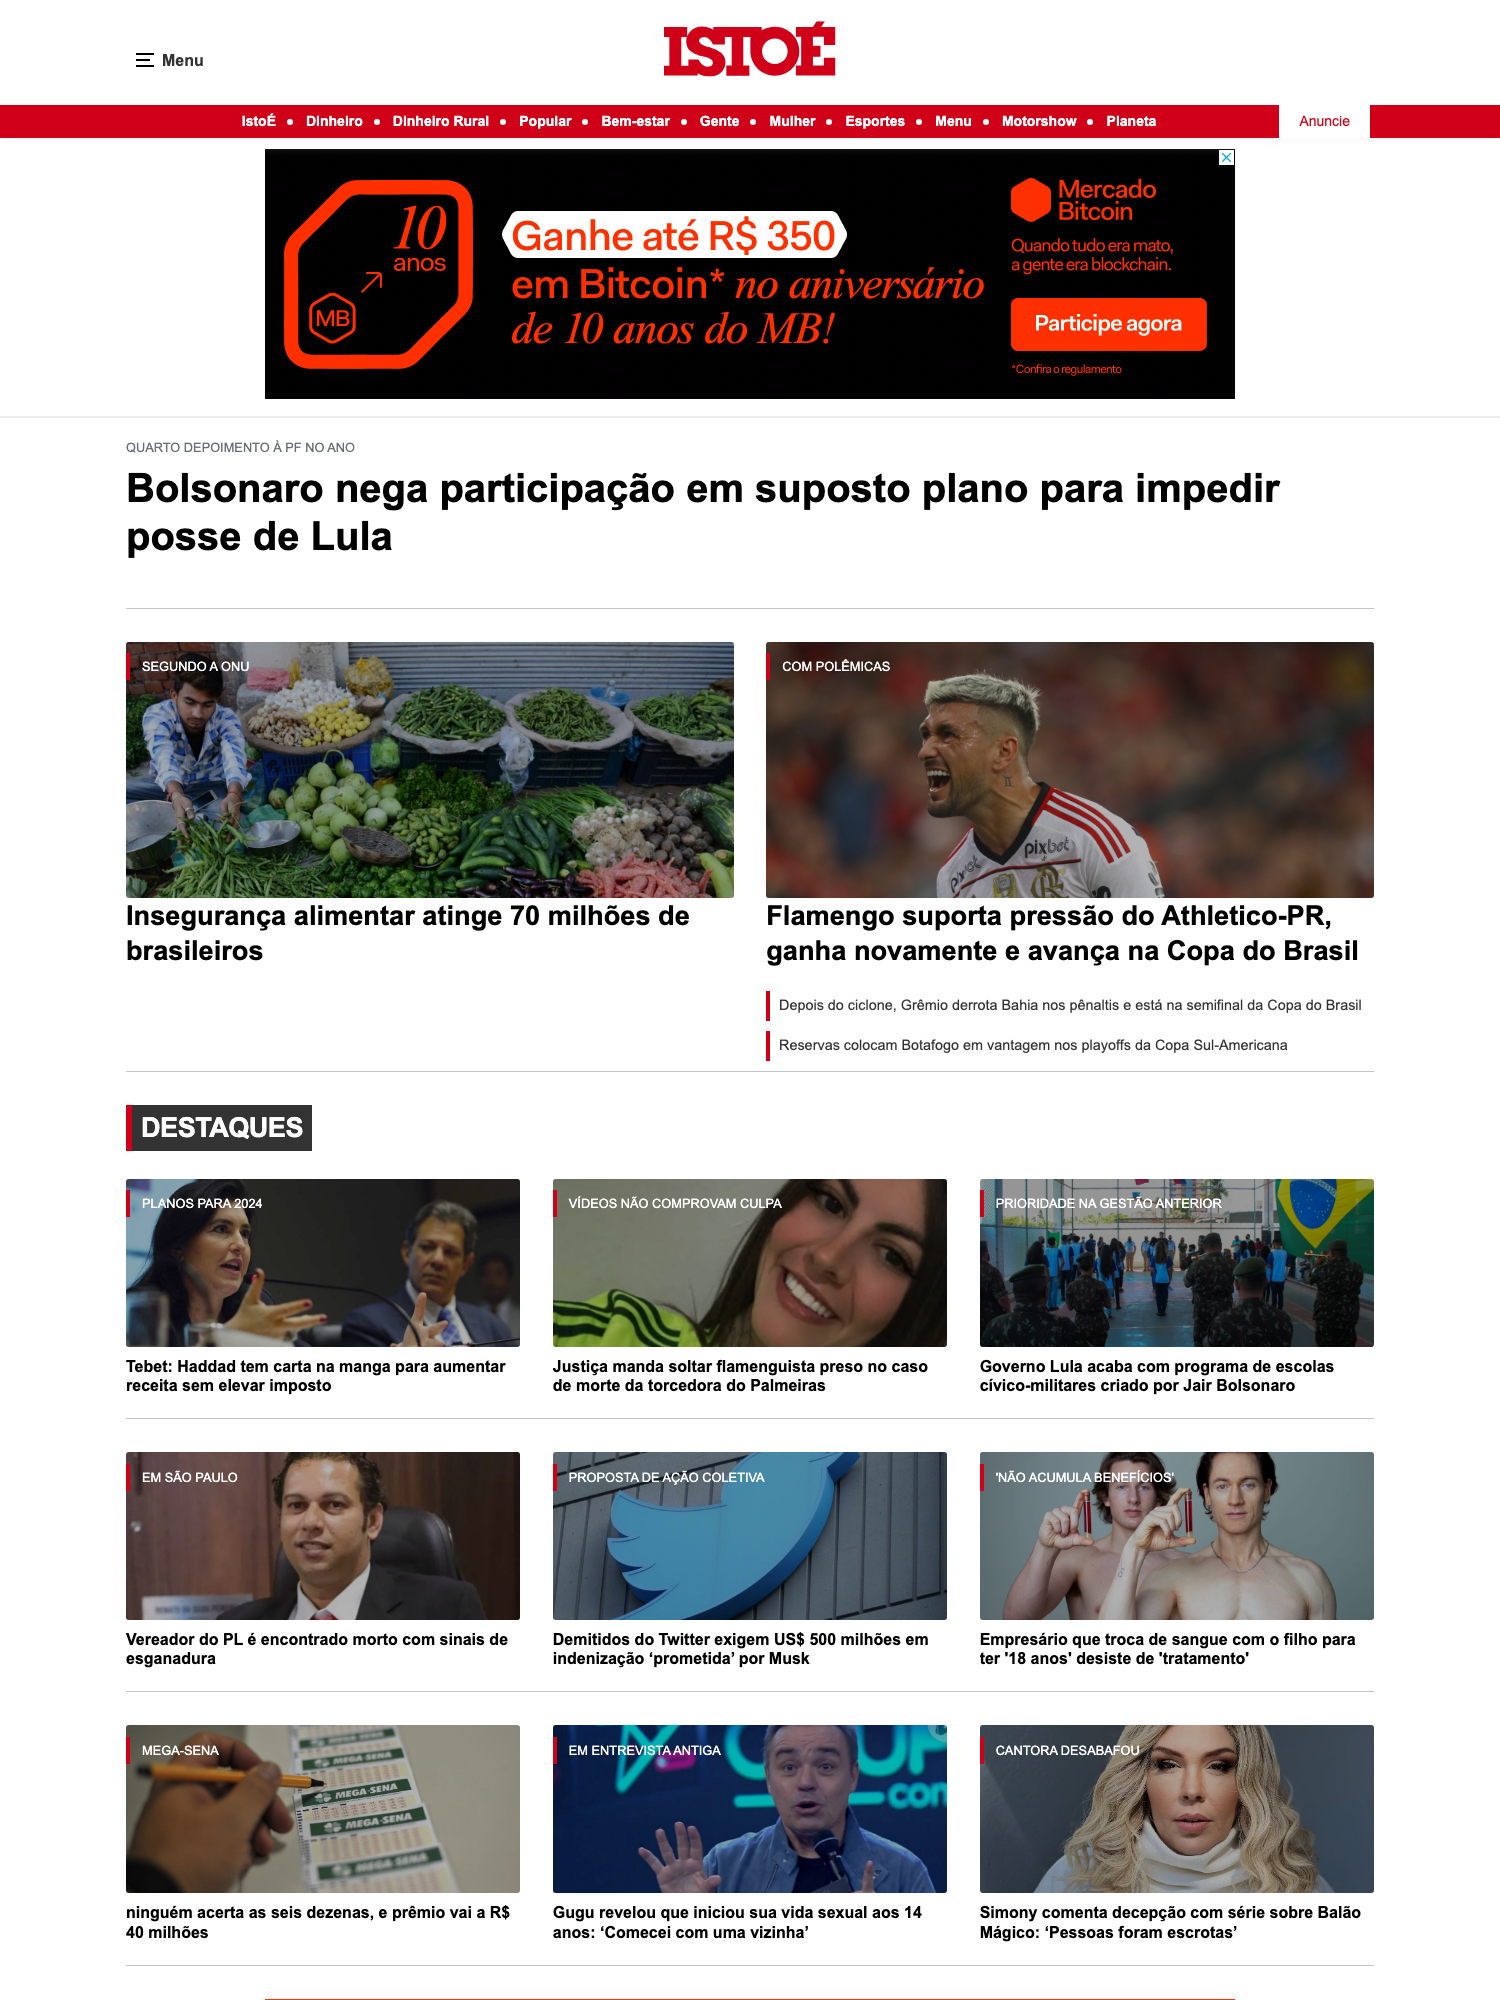 Menu
ISTOÉ
IstoÉ • Dinheiro • Dinheiro Rural • Popular • Bem-estar • Gente • Mulher • Esportes • Menu • Motorshow • Planeta
Anuncie
10
anos
MB
Ganhe até R$ 350
em Bitcoin* no aniversário
de 10 anos do MB!
Mercado
Bitcoin
Quando tudo era mato,
a gente era blockchain.
Participe agora
*Confira o regulamento
QUARTO DEPOIMENTO À PF NO ANO
Bolsonaro nega participação em suposto plano para impedir
posse de Lula
SEGUNDO A ONU
Insegurança alimentar atinge 70 milhões de
brasileiros
COM POLÊMICAS
pixbet
pixbet
Flamengo suporta pressão do Athletico-PR,
ganha novamente e avança na Copa do Brasil
Depois do ciclone, Grêmio derrota Bahia nos pênaltis e está na semifinal da Copa do Brasil
Reservas colocam Botafogo em vantagem nos playoffs da Copa Sul-Americana
DESTAQUES
PLANOS PARA 2024
Tebet: Haddad tem carta na manga para aumentar
receita sem elevar imposto
VÍDEOS NÃO COMPROVAM CULPA
Justiça manda soltar flamenguista preso no caso
de morte da torcedora do Palmeiras
PRIORIDADE NA GESTÃO ANTERIOR
Governo Lula acaba com programa de escolas
cívico-militares criado por Jair Bolsonaro
EM SÃO PAULO
Vereador do PL é encontrado morto com sinais de
esganadura
PROPOSTA DE AÇÃO COLETIVA
Demitidos do Twitter exigem US$ 500 milhões em
indenização ‘prometida’ por Musk
'NÃO ACUMULA BENEFÍCIOS'
Empresário que troca de sangue com o filho para
ter '18 anos' desiste de 'tratamento'
MEGA-SENA
MEGA-SENA
MEGA-SENA
MEGA-SENA
MEGA-SENA
ninguém acerta as seis dezenas, e prêmio vai a R$
40 milhões
EM ENTREVISTA ANTIGA
com
Gugu revelou que iniciou sua vida sexual aos 14
anos: ‘Comecei com uma vizinha’
CANTORA DESABAFOU
Simony comenta decepção com série sobre Balão
Mágico: ‘Pessoas foram escrotas’